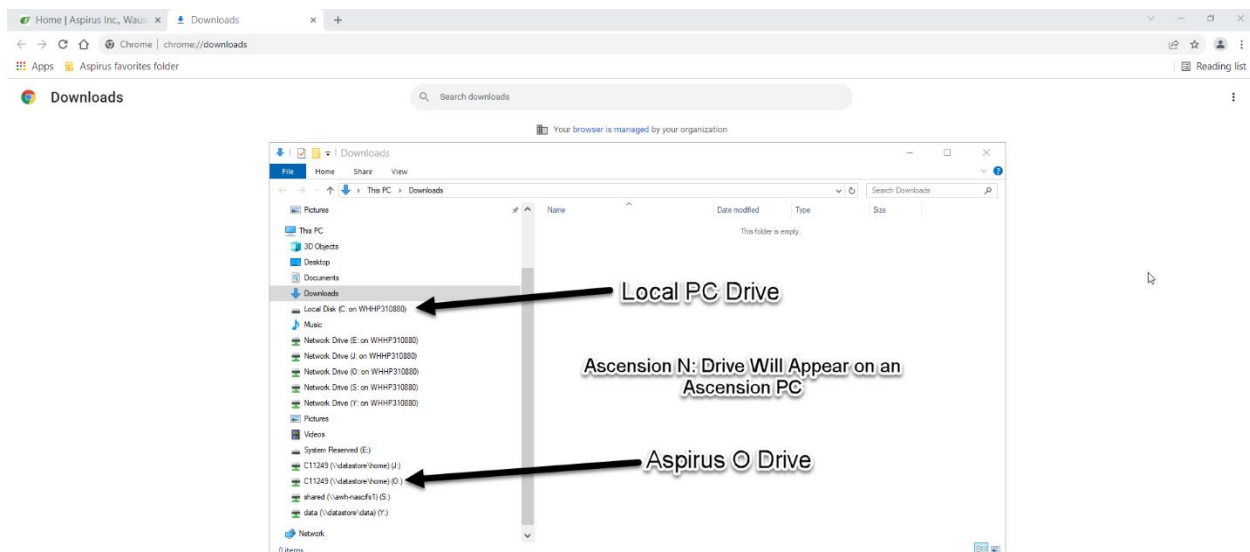 Home | Aspirus Inc., Waus
Downloads
Chrome | chrome://downloads
Apps
Aspirus favorites folder
Reading list
Downloads
Search downloads
Your browser is managed by your organization
Downloads
File Home Share View
This PC > Downloads
Search Downloads
Name Date modified Type Size
This folder is empty.
Pictures
This PC
3D Objects
Desktop
Documents
Downloads
Local Disk (C: on WHHP310880)
Music
Network Drive (E: on WHHP310880)
Network Drive (J: on WHHP310880)
Network Drive (O: on WHHP310880)
Network Drive (S: on WHHP310880)
Network Drive (Y: on WHHP310880)
Pictures
Videos
System Reserved (E:)
C11249 (\\datastore\home) (J:)
C11249 (\\datastore\home) (O:)
shared (\\awh-nascifs1) (S:)
data (\\datastore\data) (Y:)
Network
0 items
Local PC Drive
Ascension N: Drive Will Appear on an
Ascension PC
Aspirus O Drive